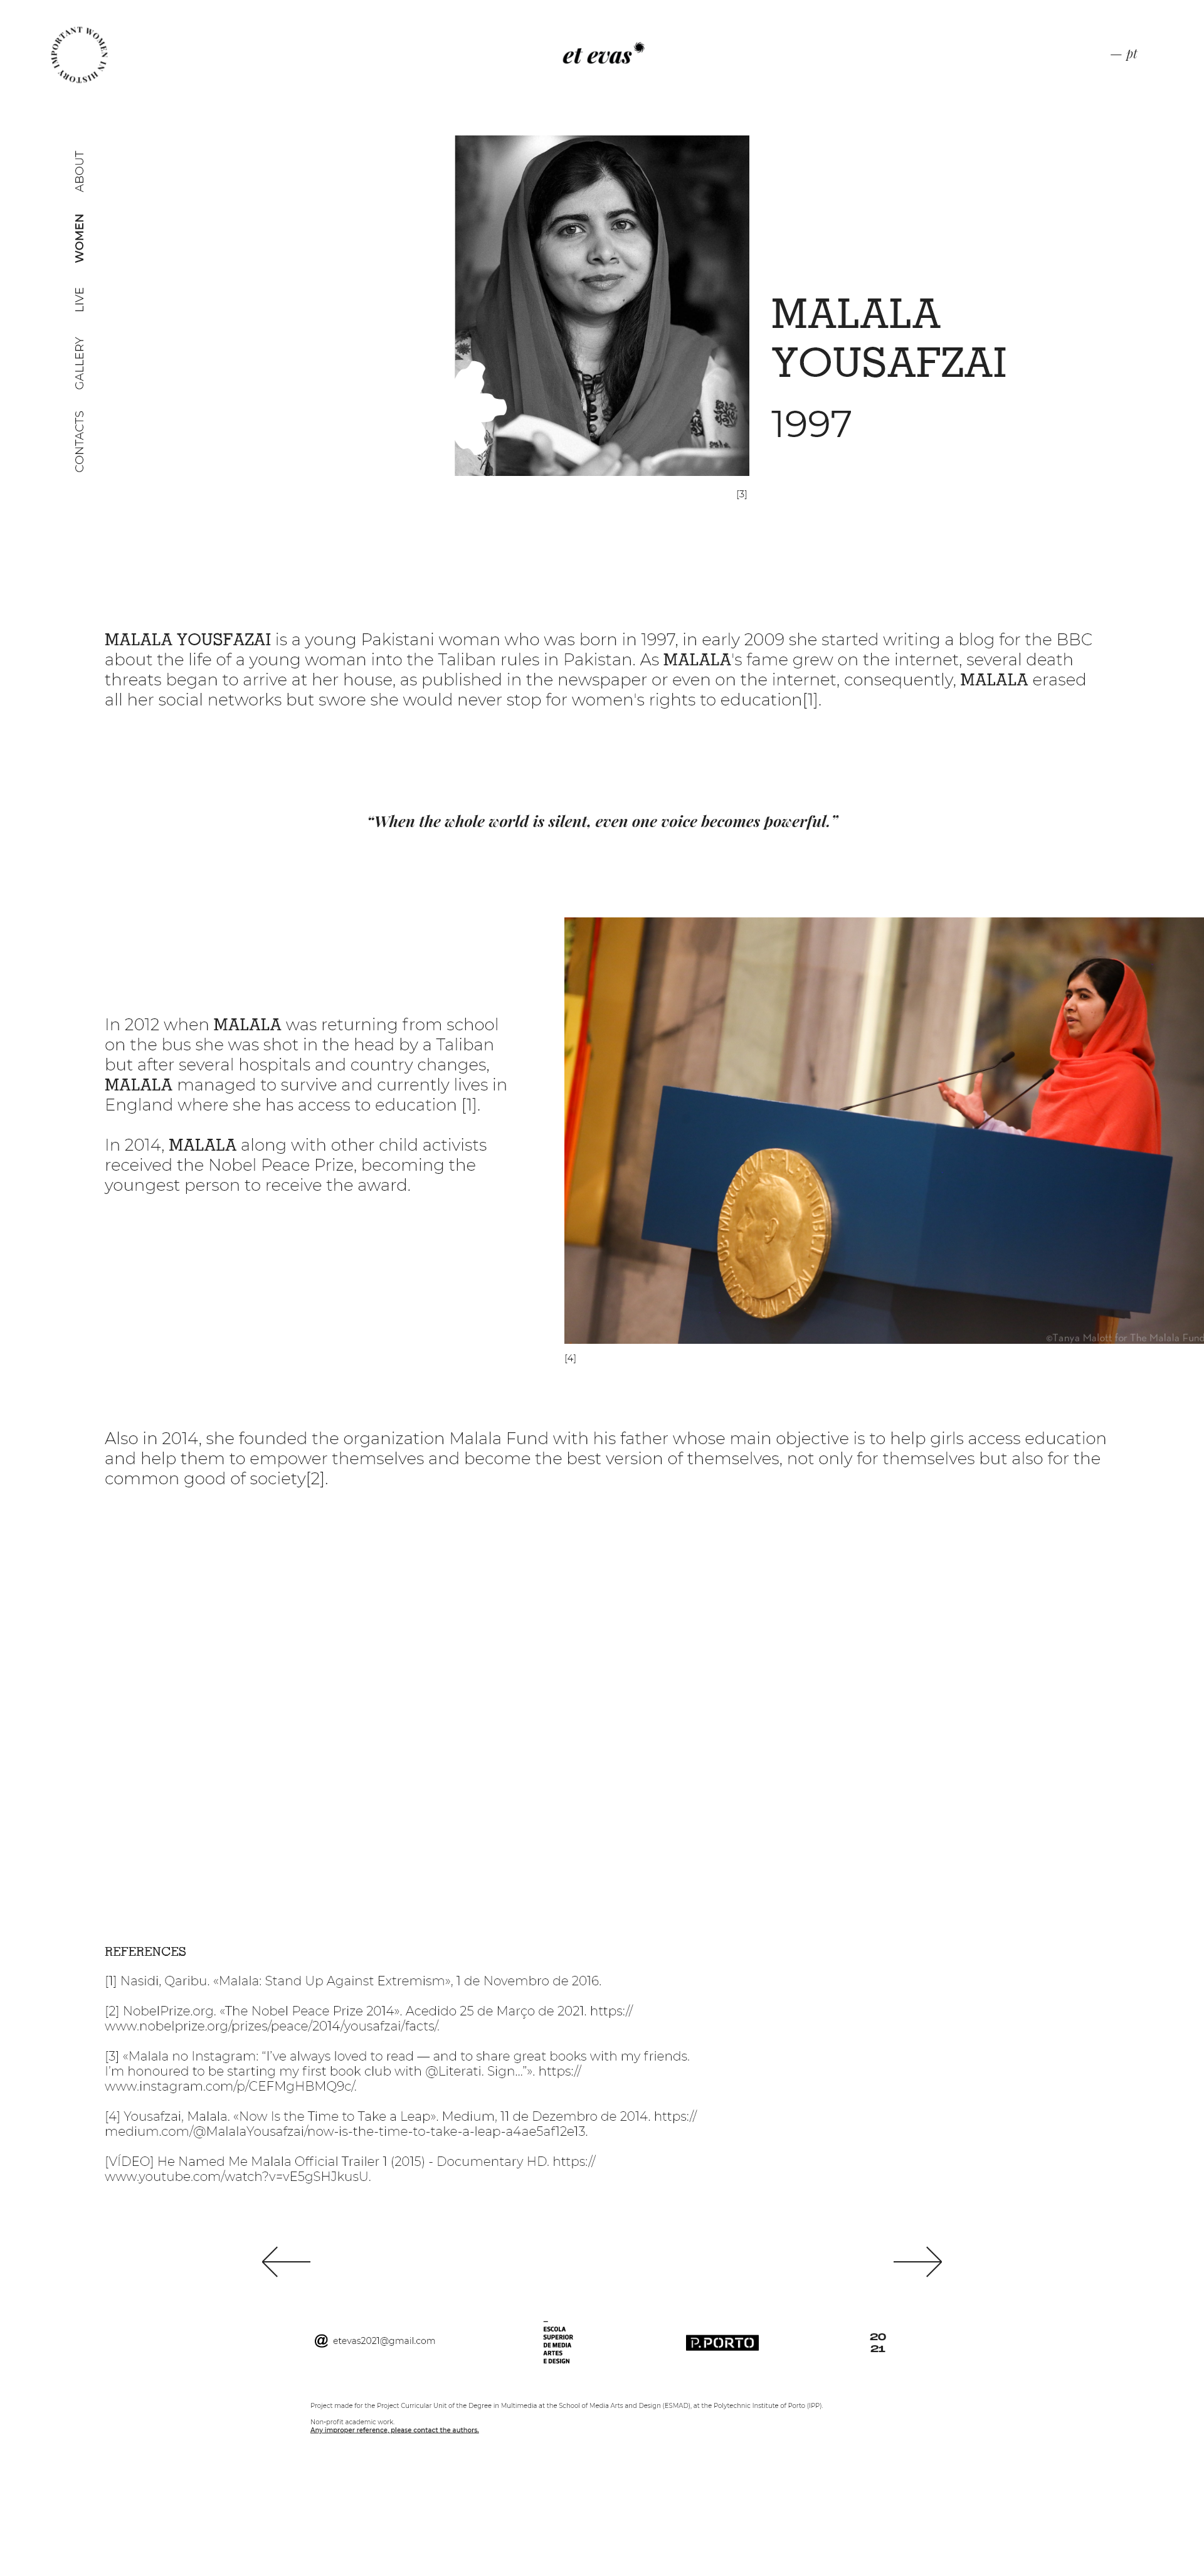 IMPORTANT WOMEN IN HISTORY
et evas
— pt
ABOUT
WOMEN
LIVE
GALLERY
CONTACTS
MALALA
YOUSAFZAI
1997
[3]
MALALA YOUSFAZAI is a young Pakistani woman who was born in 1997, in early 2009 she started writing a blog for the BBC
about the life of a young woman into the Taliban rules in Pakistan. As MALALA's fame grew on the internet, several death
threats began to arrive at her house, as published in the newspaper or even on the internet, consequently, MALALA erased
all her social networks but swore she would never stop for women's rights to education[1].
“When the whole world is silent, even one voice becomes powerful.”
In 2012 when MALALA was returning from school
on the bus she was shot in the head by a Taliban
but after several hospitals and country changes,
MALALA managed to survive and currently lives in
England where she has access to education [1].
In 2014, MALALA along with other child activists
received the Nobel Peace Prize, becoming the
youngest person to receive the award.
©Tanya Malott for The Malala Fund
[4]
Also in 2014, she founded the organization Malala Fund with his father whose main objective is to help girls access education
and help them to empower themselves and become the best version of themselves, not only for themselves but also for the
common good of society[2].
REFERENCES
[1] Nasidi, Qaribu. «Malala: Stand Up Against Extremism», 1 de Novembro de 2016.
[2] NobelPrize.org. «The Nobel Peace Prize 2014». Acedido 25 de Março de 2021. https://
www.nobelprize.org/prizes/peace/2014/yousafzai/facts/.
[3] «Malala no Instagram: “I’ve always loved to read — and to share great books with my friends.
I’m honoured to be starting my first book club with @Literati. Sign…”». https://
www.instagram.com/p/CEFMgHBMQ9c/.
[4] Yousafzai, Malala. «Now Is the Time to Take a Leap». Medium, 11 de Dezembro de 2014. https://
medium.com/@MalalaYousafzai/now-is-the-time-to-take-a-leap-a4ae5af12e13.
[VÍDEO] He Named Me Malala Official Trailer 1 (2015) - Documentary HD. https://
www.youtube.com/watch?v=vE5gSHJkusU.
@ etevas2021@gmail.com
ESCOLA
SUPERIOR
DE MEDIA
ARTES
E DESIGN
P.PORTO
20
21
Project made for the Project Curricular Unit of the Degree in Multimedia at the School of Media Arts and Design (ESMAD), at the Polytechnic Institute of Porto (IPP).
Non-profit academic work.
Any improper reference, please contact the authors.